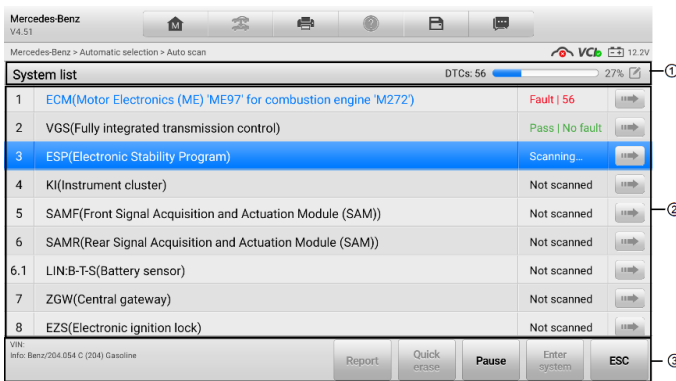 Mercedes-Benz
V4.51
M
Mercedes-Benz > Automatic selection > Auto scan
VCb
12.2V
System list
DTCs: 56
27%
①
1 ECM(Motor Electronics (ME) 'ME97' for combustion engine 'M272') Fault | 56
2 VGS(Fully integrated transmission control) Pass | No fault
3 ESP(Electronic Stability Program) Scanning...
4 KI(Instrument cluster) Not scanned
5 SAMF(Front Signal Acquisition and Actuation Module (SAM)) Not scanned
②
6 SAMR(Rear Signal Acquisition and Actuation Module (SAM)) Not scanned
6.1 LIN:B-T-S(Battery sensor) Not scanned
7 ZGW(Central gateway) Not scanned
8 EZS(Electronic ignition lock) Not scanned
VIN:
Info: Benz/204.054 C (204) Gasoline
Report
Quick
erase
Pause
Enter
system
ESC
③